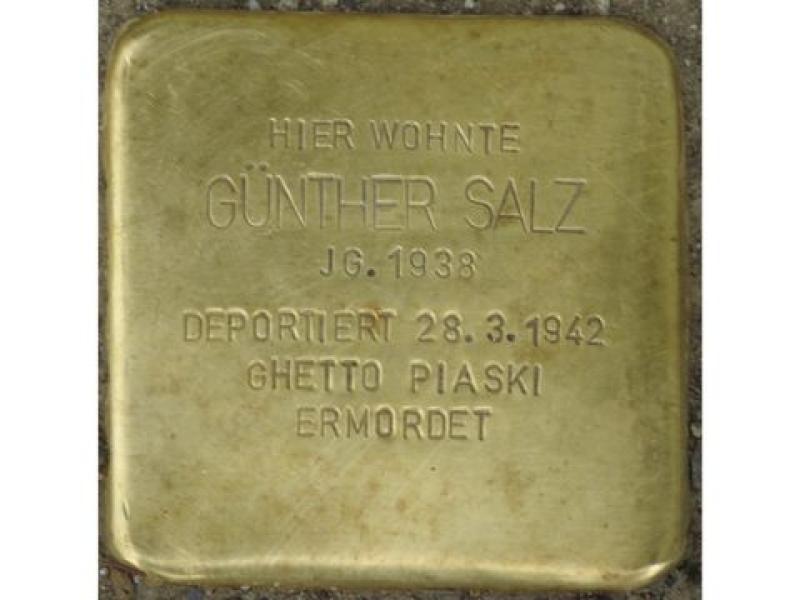 HIER WOHNTE
GÜNTHER SALZ
JG. 1938
DEPORTIERT 28. 3. 1942
GHETTO PIASKI
ERMORDET